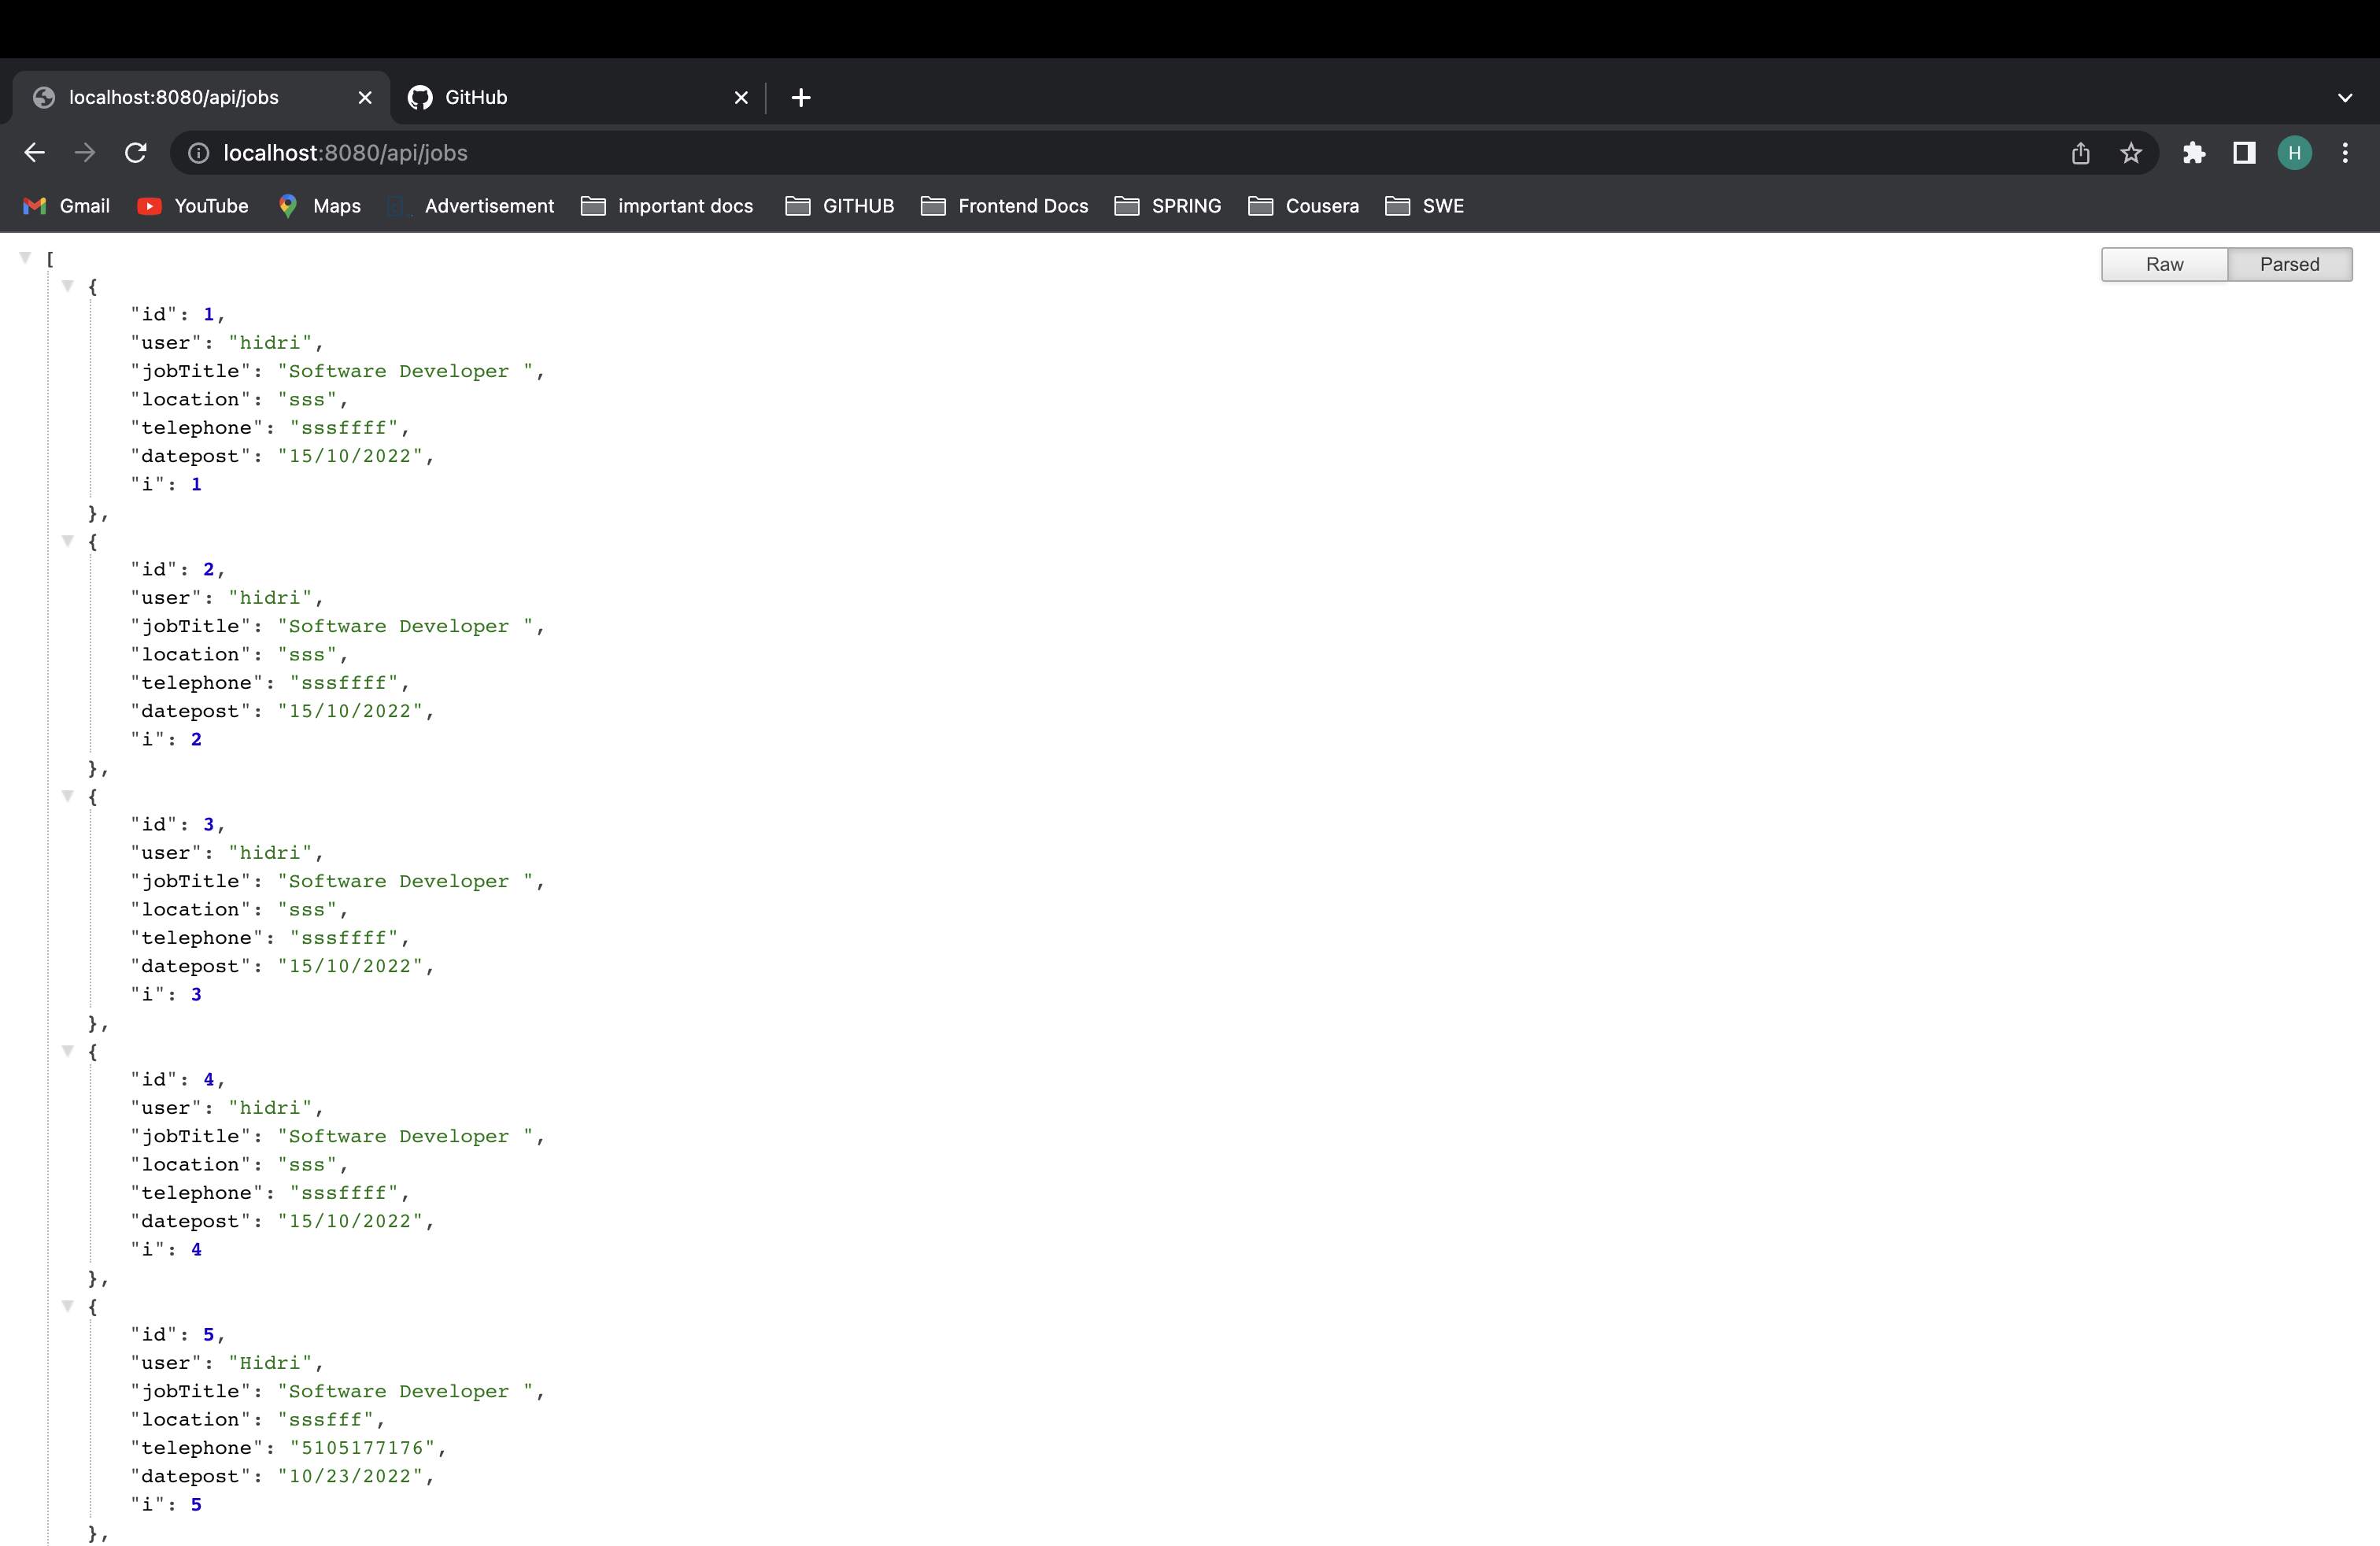 localhost:8080/api/jobs
GitHub
localhost:8080/api/jobs
H
Gmail YouTube Maps Advertisement important docs GITHUB Frontend Docs SPRING Cousera SWE
Raw Parsed
[
{
"id": 1,
"user": "hidri",
"jobTitle": "Software Developer ",
"location": "sss",
"telephone": "sssffff",
"datepost": "15/10/2022",
"i": 1
},
{
"id": 2,
"user": "hidri",
"jobTitle": "Software Developer ",
"location": "sss",
"telephone": "sssffff",
"datepost": "15/10/2022",
"i": 2
},
{
"id": 3,
"user": "hidri",
"jobTitle": "Software Developer ",
"location": "sss",
"telephone": "sssffff",
"datepost": "15/10/2022",
"i": 3
},
{
"id": 4,
"user": "hidri",
"jobTitle": "Software Developer ",
"location": "sss",
"telephone": "sssffff",
"datepost": "15/10/2022",
"i": 4
},
{
"id": 5,
"user": "Hidri",
"jobTitle": "Software Developer ",
"location": "sssfff",
"telephone": "5105177176",
"datepost": "10/23/2022",
"i": 5
},